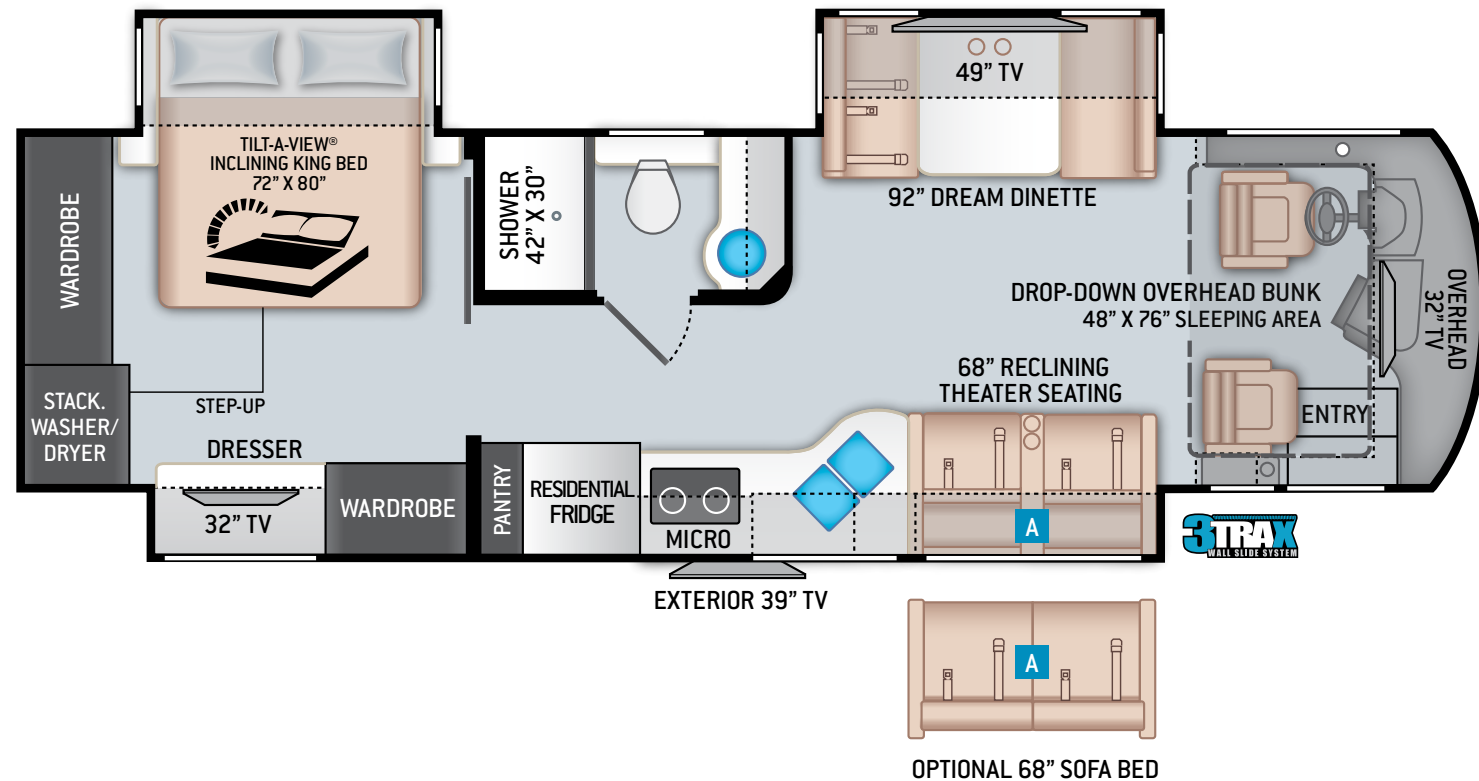 TILT-A-VIEW®
INCLINING KING BED
72” X 80”
WARDROBE
SHOWER
42” X 30”
49” TV
92” DREAM DINETTE
DROP-DOWN OVERHEAD BUNK
48” X 76” SLEEPING AREA
OVERHEAD
32” TV
68” RECLINING
THEATER SEATING
ENTRY
STACK.
WASHER/
DRYER
STEP-UP
DRESSER
32” TV
WARDROBE
PANTRY
RESIDENTIAL
FRIDGE
MICRO
A
3TRAX
WALL SLIDE SYSTEM
EXTERIOR 39” TV
A
OPTIONAL 68” SOFA BED